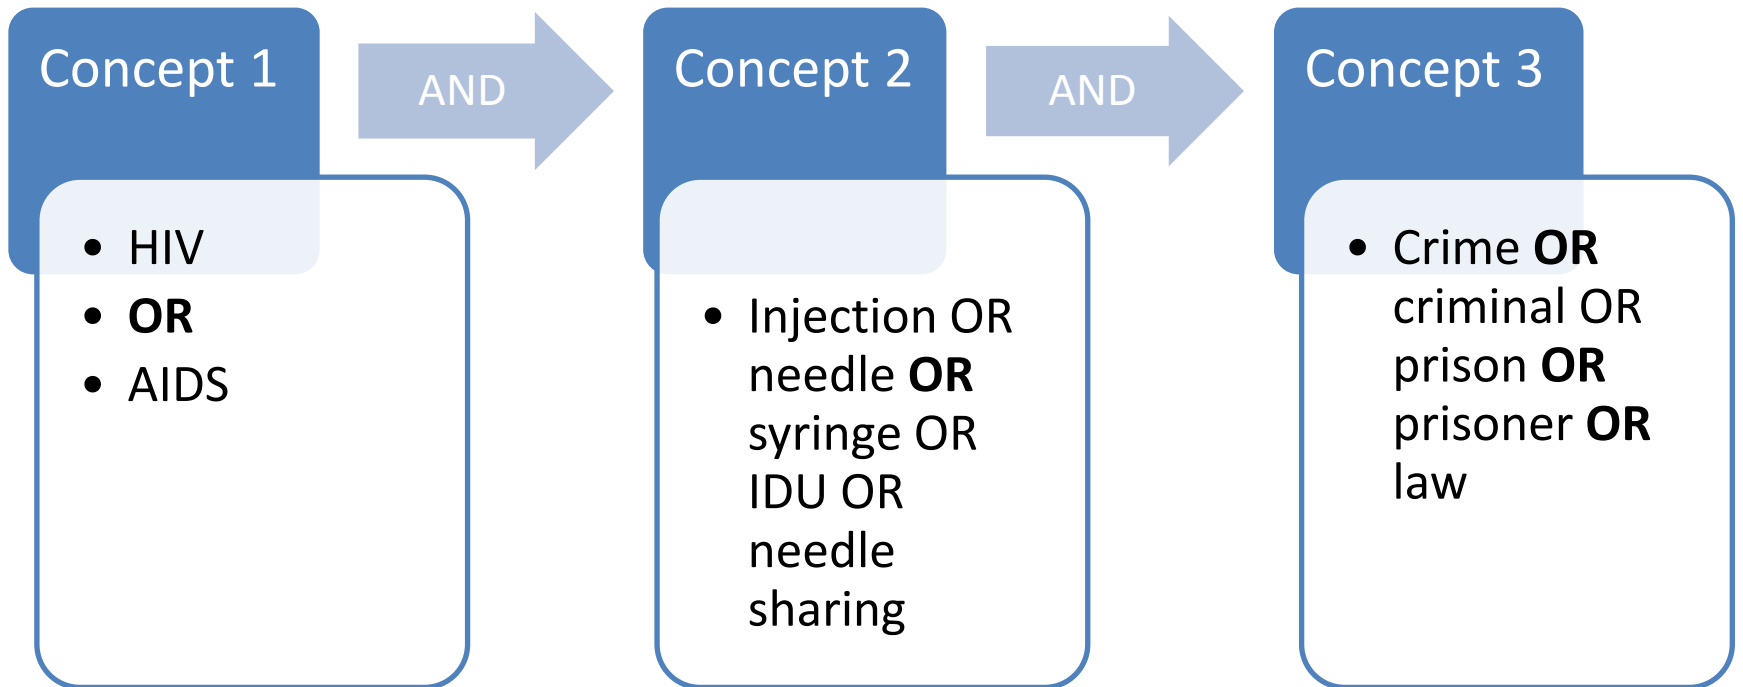 Concept 1
AND
Concept 2
AND
Concept 3
• HIV
• OR
• AIDS
• Injection OR
needle OR
syringe OR
IDU OR
needle
sharing
• Crime OR
criminal OR
prison OR
prisoner OR
law